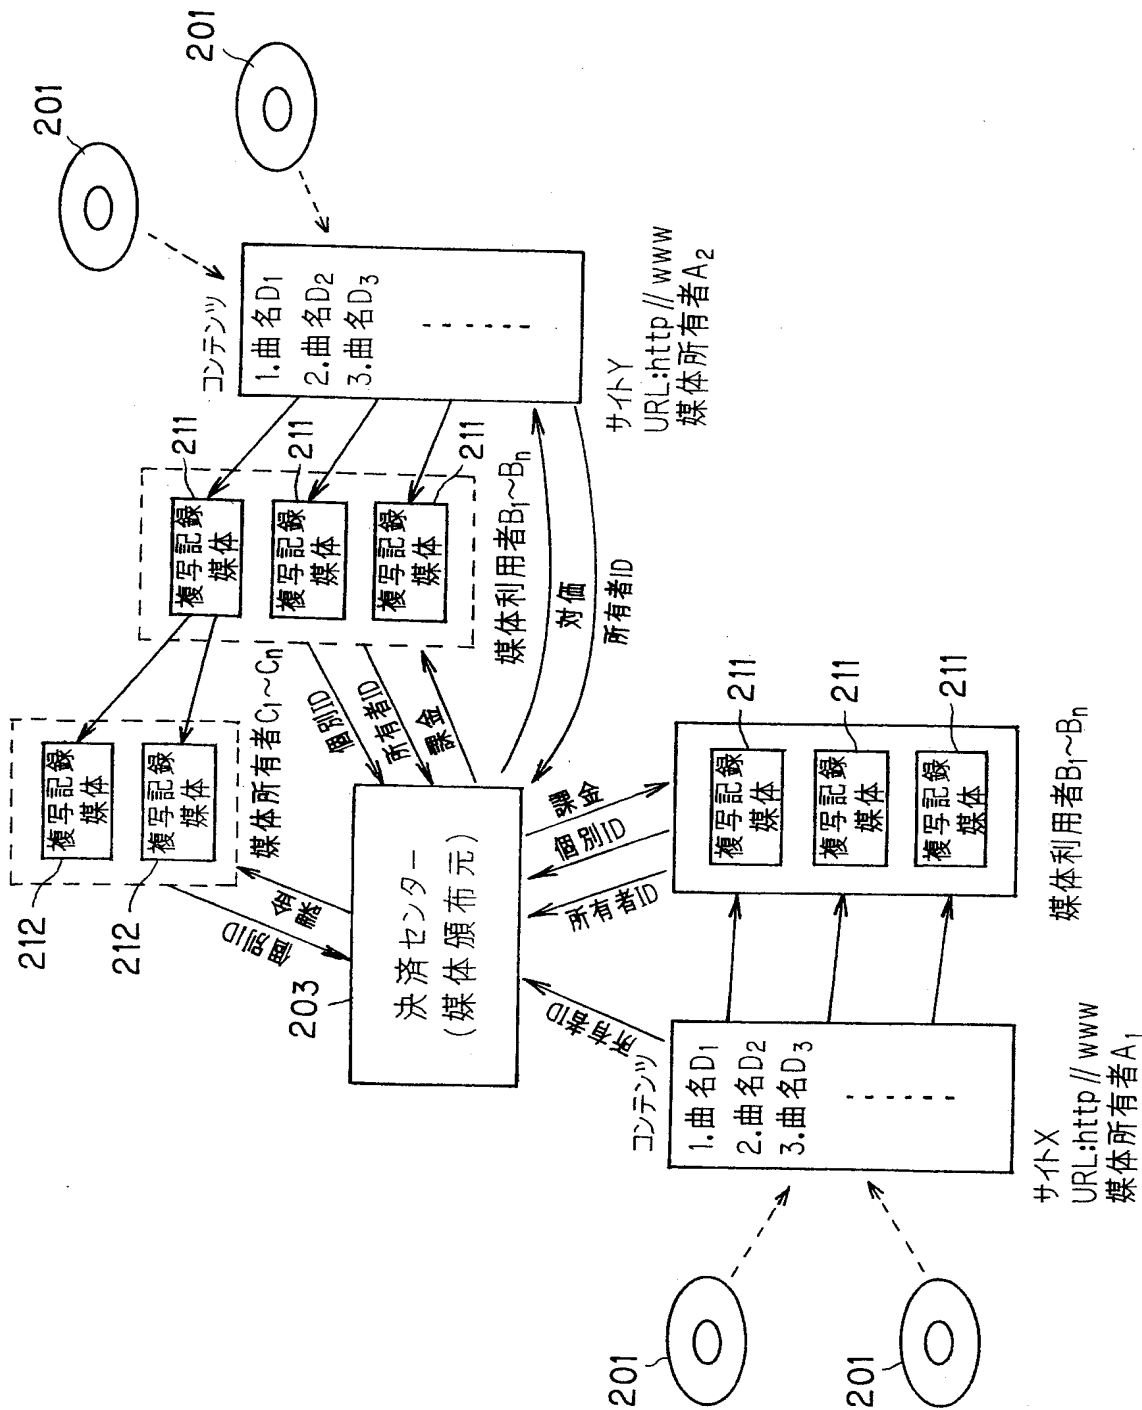 201
201
コンテンツ
1.曲名D1
2.曲名D2
3.曲名D3
サイトY
URL:http//www
媒体所有者A2
211
複写記録
媒体
211
複写記録
媒体
211
複写記録
媒体
媒体利用者B1~Bn
対価
所有者ID
複写記録
媒体
複写記録
媒体
212
212
媒体所有者C1~Cn
個別ID
所有者ID
課金
課金
個別ID
203
決済センター
(媒体頒布元)
課金
個別ID
所有者ID
所有者ID
211
複写記録
媒体
211
複写記録
媒体
211
複写記録
媒体
媒体利用者B1~Bn
コンテンツ
1.曲名D1
2.曲名D2
3.曲名D3
サイトX
URL:http//www
媒体所有者A1
201
201